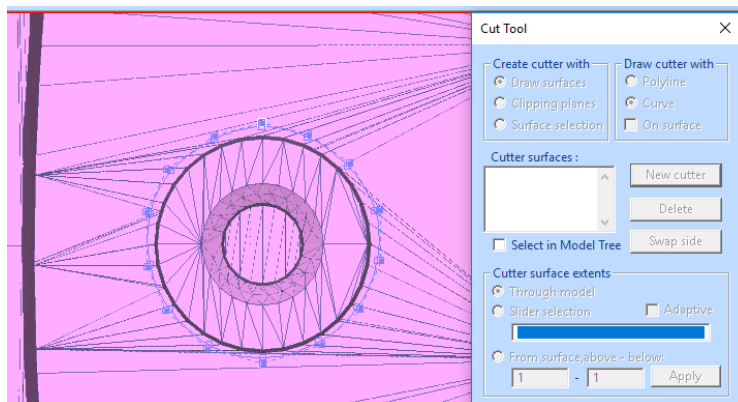 Cut Tool
Create cutter with
Draw surfaces
Clipping planes
Surface selection
Draw cutter with
Polyline
Curve
On surface
Cutter surfaces :
New cutter
Delete
Swap side
Select in Model Tree
Cutter surface extents
Through model
Slider selection
Adaptive
From surface,above - below:
1 - 1
Apply